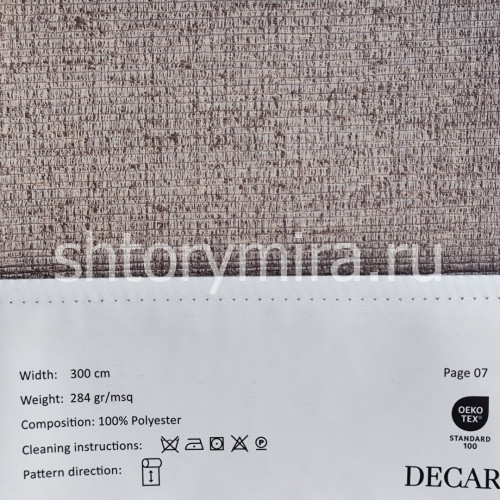 shtorymira.ru
Width: 300 cm
Page 07
Weight: 284 gr/msq
Composition: 100% Polyester
Cleaning instructions:
Pattern direction:
OEKO
TEX®
STANDARD
100
DECAR